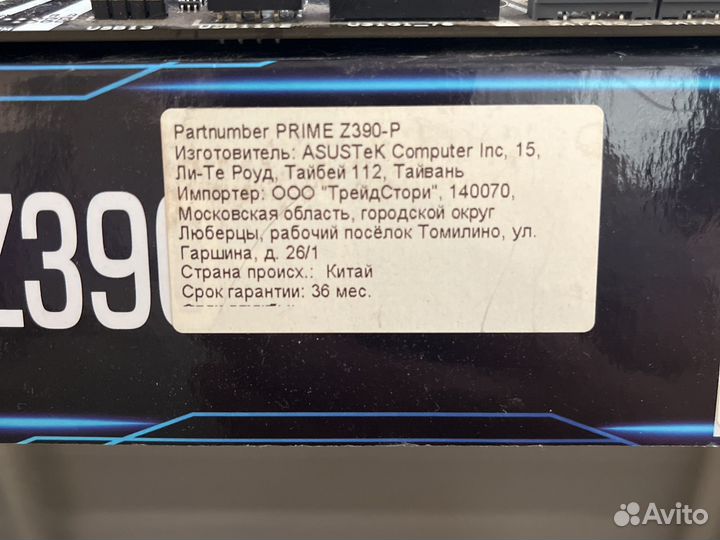 Partnumber PRIME Z390-P
Изготовитель: ASUSTeK Computer Inc, 15,
Ли-Те Роуд, Тайбей 112, Тайвань
Импортер: ООО "ТрейдСтори", 140070,
Московская область, городской округ
Люберцы, рабочий посёлок Томилино, ул.
Гаршина, д. 26/1
Страна происх.: Китай
Срок гарантии: 36 мес.
Z390
Avito